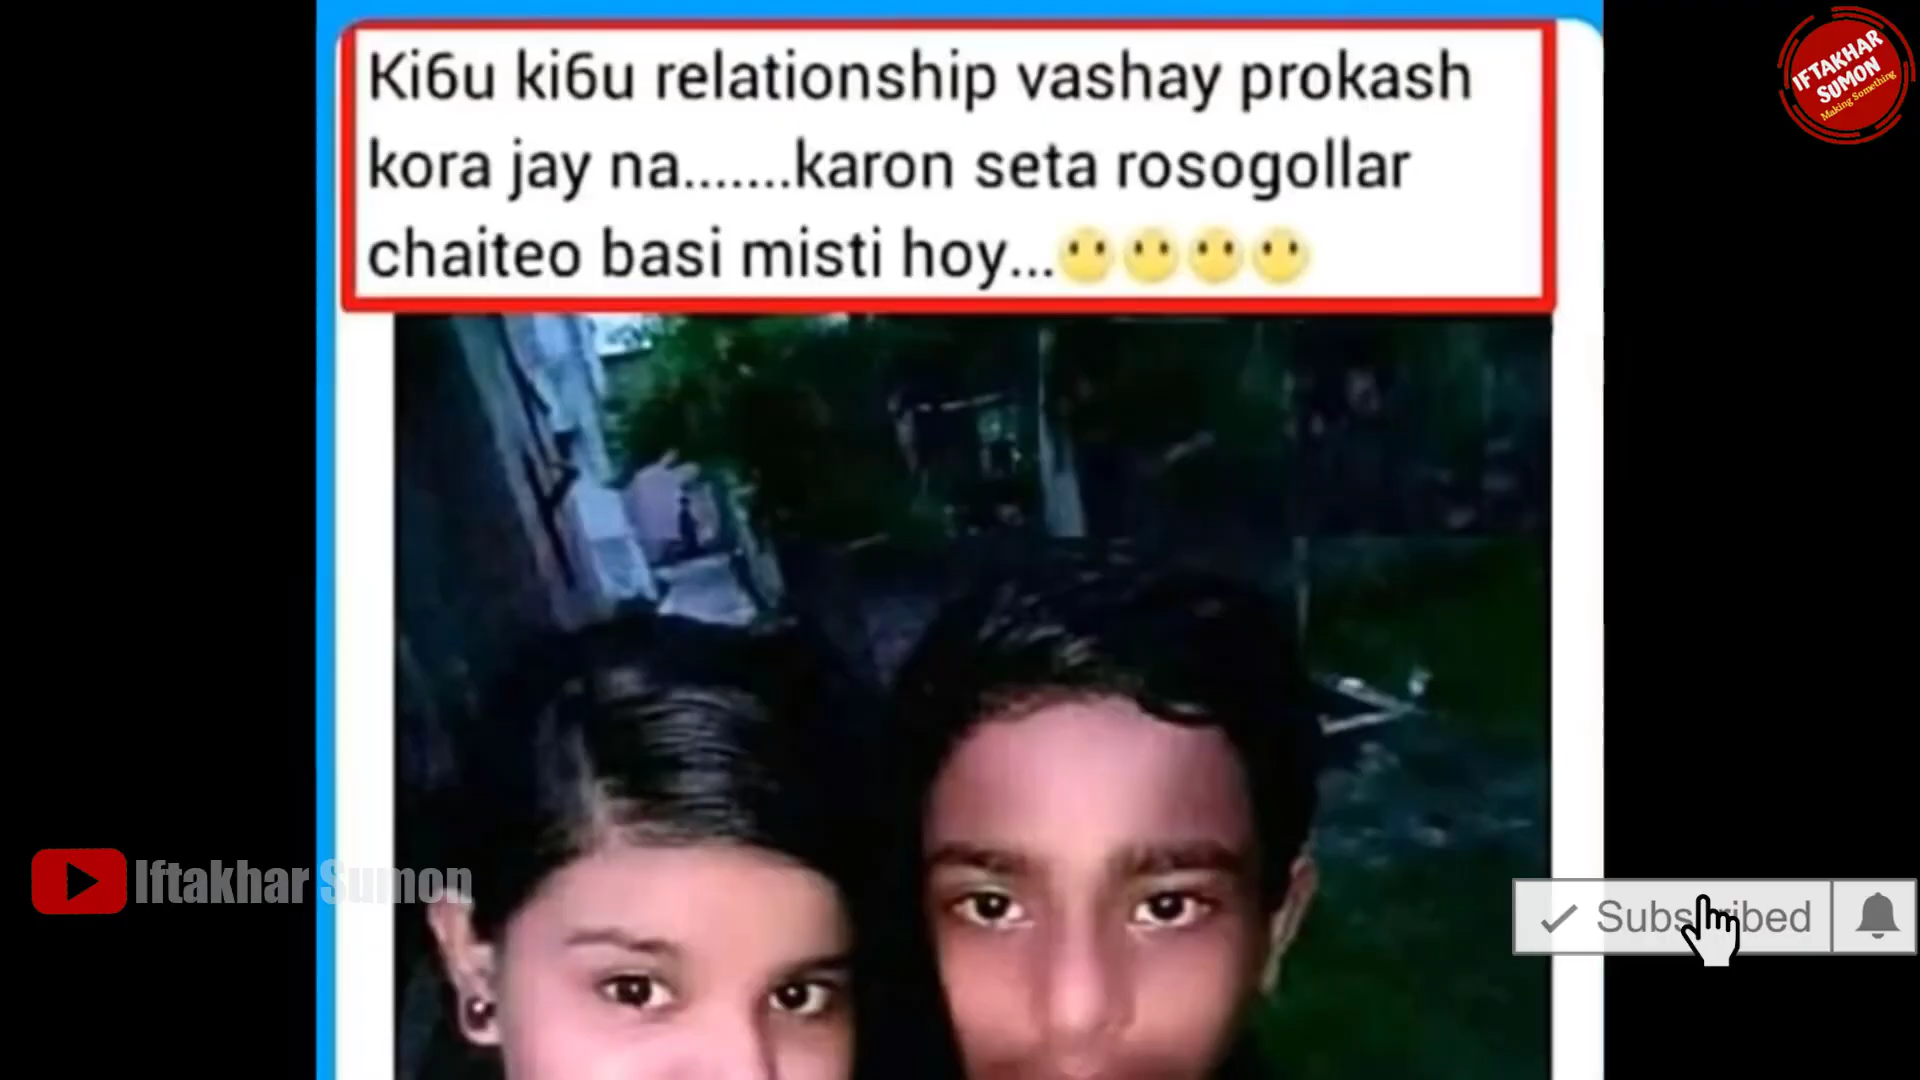 Ki6u ki6u relationship vashay prokash
kora jay na.......karon seta rosogollar
chaiteo basi misti hoy...😶😶😶😶
IFTAKHAR
SUMON
Making Something
Iftakhar Sumon
Subscribed